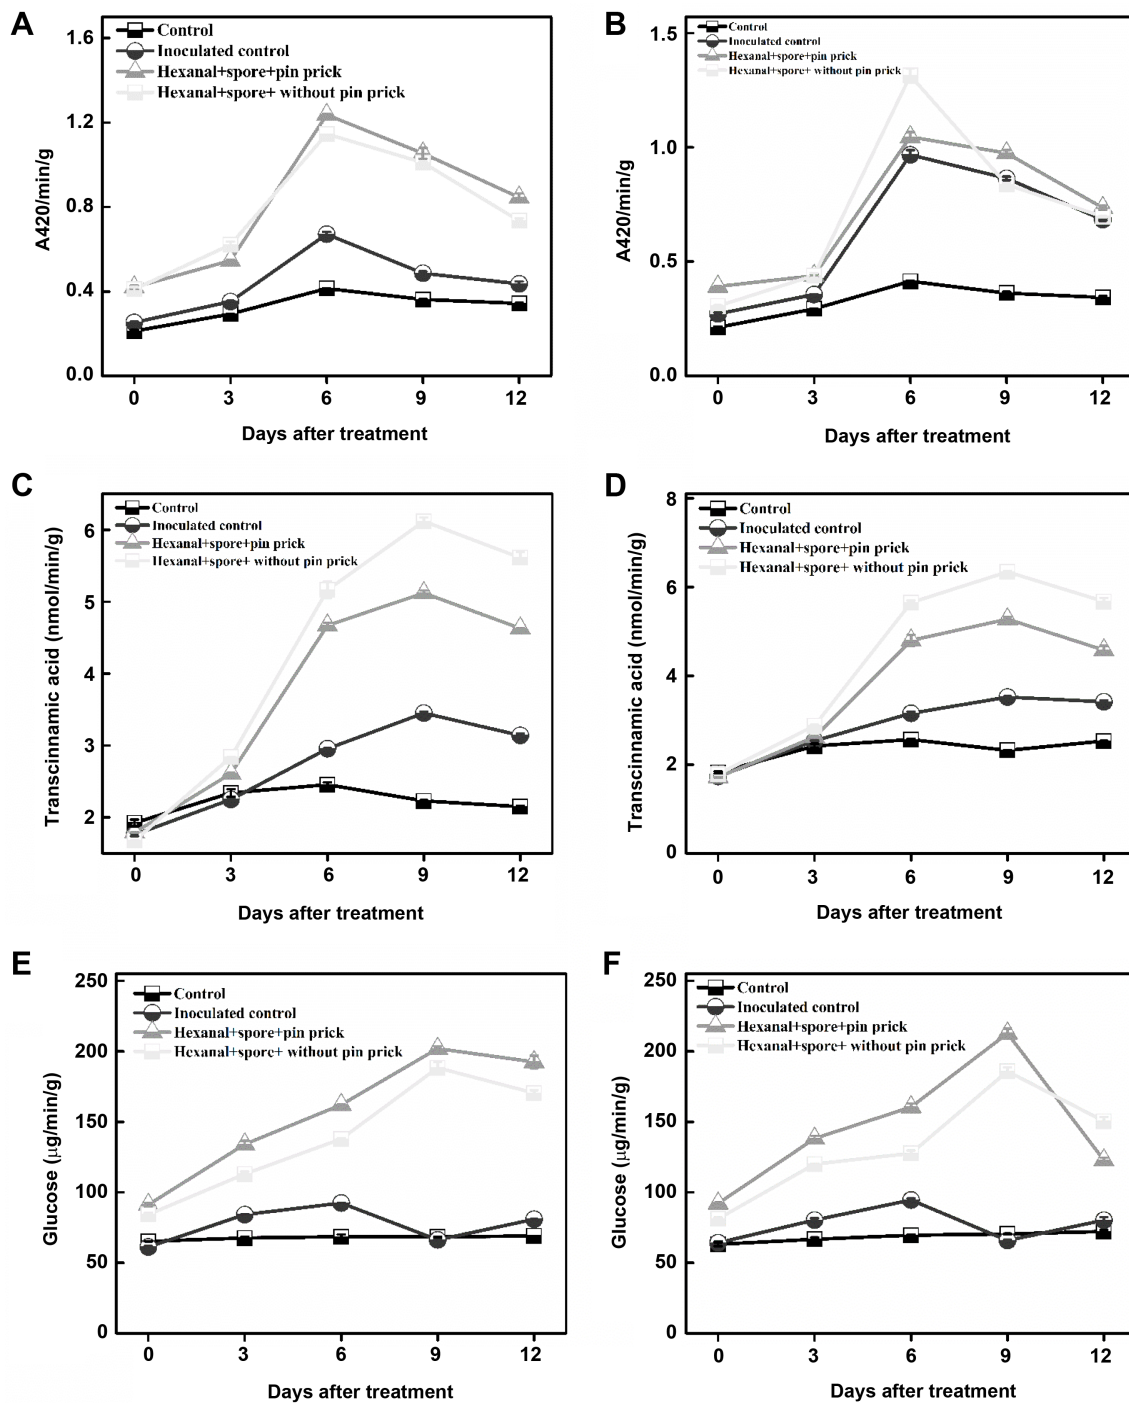 A
Control
Inoculated control
Hexanal+spore+pin prick
Hexanal+spore+ without pin prick
1.6
1.2
0.8
0.4
0.0
A420/min/g
0 3 6 9 12
Days after treatment
B
Control
Inoculated control
Hexanal+spore+pin prick
Hexanal+spore+ without pin prick
1.5
1.0
0.5
0.0
A420/min/g
0 3 6 9 12
Days after treatment
C
Control
Inoculated control
Hexanal+spore+pin prick
Hexanal+spore+ without pin prick
6
5
4
3
2
Transcinnamic acid (nmol/min/g)
0 3 6 9 12
Days after treatment
D
Control
Inoculated control
Hexanal+spore+pin prick
Hexanal+spore+ without pin prick
8
6
4
2
0
Transcinnamic acid (nmol/min/g)
0 3 6 9 12
Days after treatment
E
Control
Inoculated control
Hexanal+spore+pin prick
Hexanal+spore+ without pin prick
250
200
150
100
50
0
Glucose (μg/min/g)
0 3 6 9 12
Days after treatment
F
Control
Inoculated control
Hexanal+spore+pin prick
Hexanal+spore+ without pin prick
250
200
150
100
50
0
Glucose (μg/min/g)
0 3 6 9 12
Days after treatment